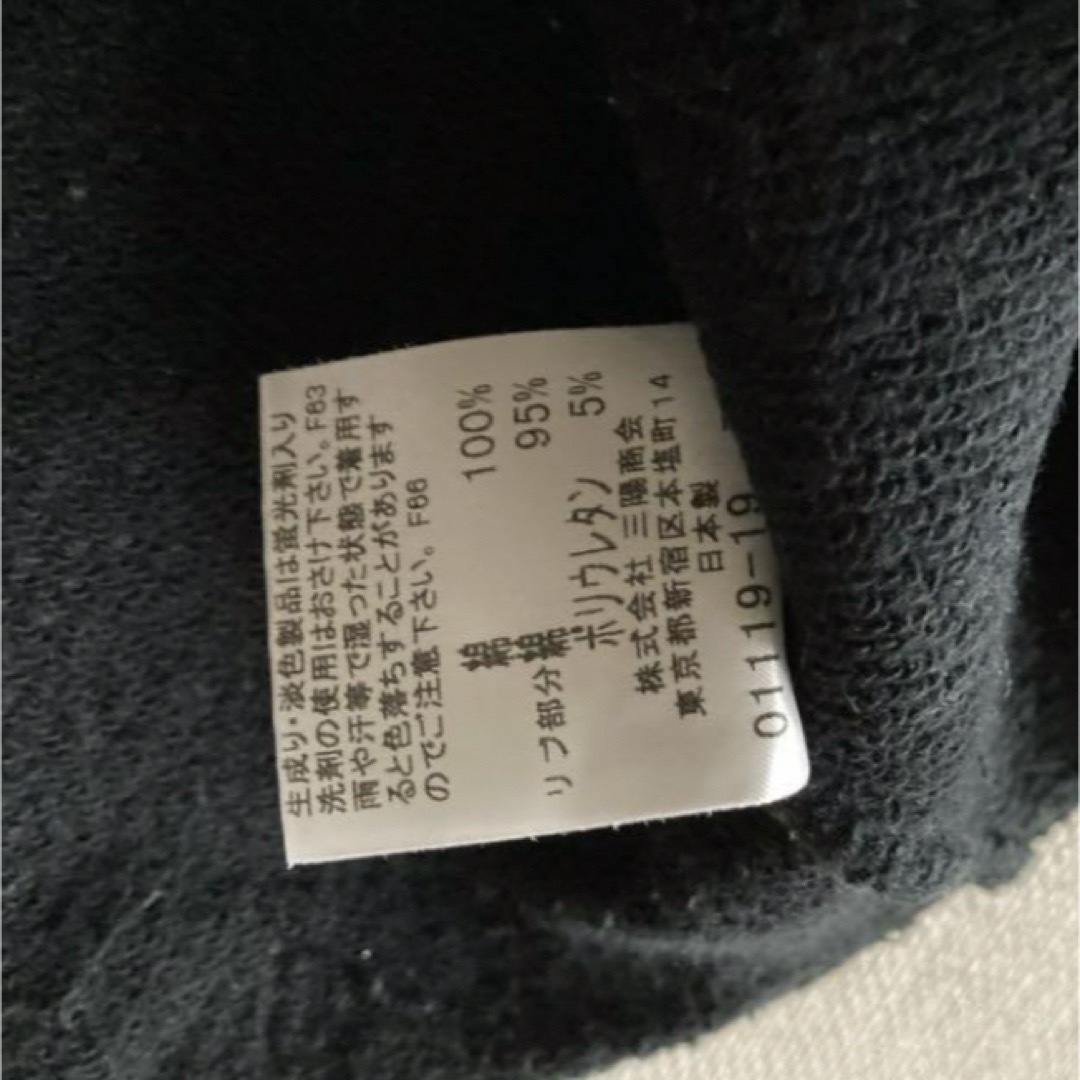 生成り・淡色製品は蛍光剤入り
洗剤の使用はおさけ下さい。F63
雨や汗等で湿った状態で着用す
ると色落ちすることがあります
のでご注意下さい。F66
綿 100%
リブ部分 綿 95%
ポリウレタン 5%
株式会社 三陽商会
東京都新宿区本塩町14
日本製
01119-19